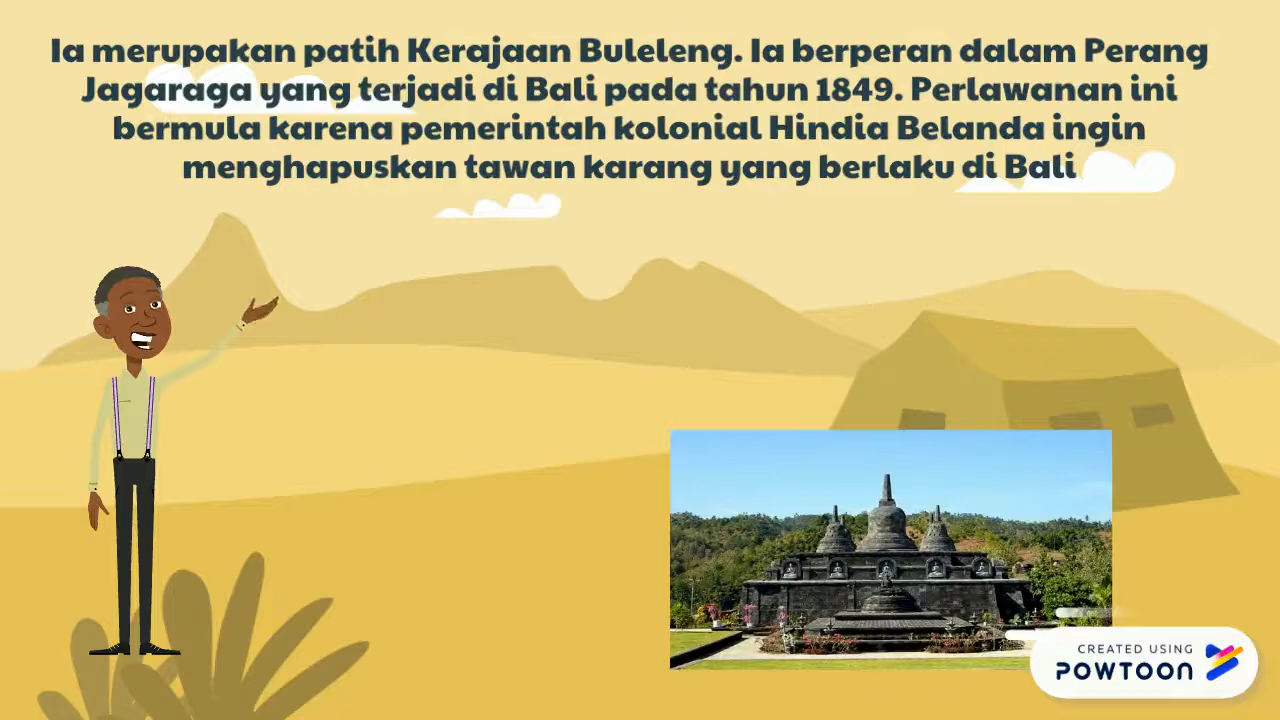 Ia merupakan patih Kerajaan Buleleng. Ia berperan dalam Perang
Jagaraga yang terjadi di Bali pada tahun 1849. Perlawanan ini
bermula karena pemerintah kolonial Hindia Belanda ingin
menghapuskan tawan karang yang berlaku di Bali
CREATED USING
POWTOON